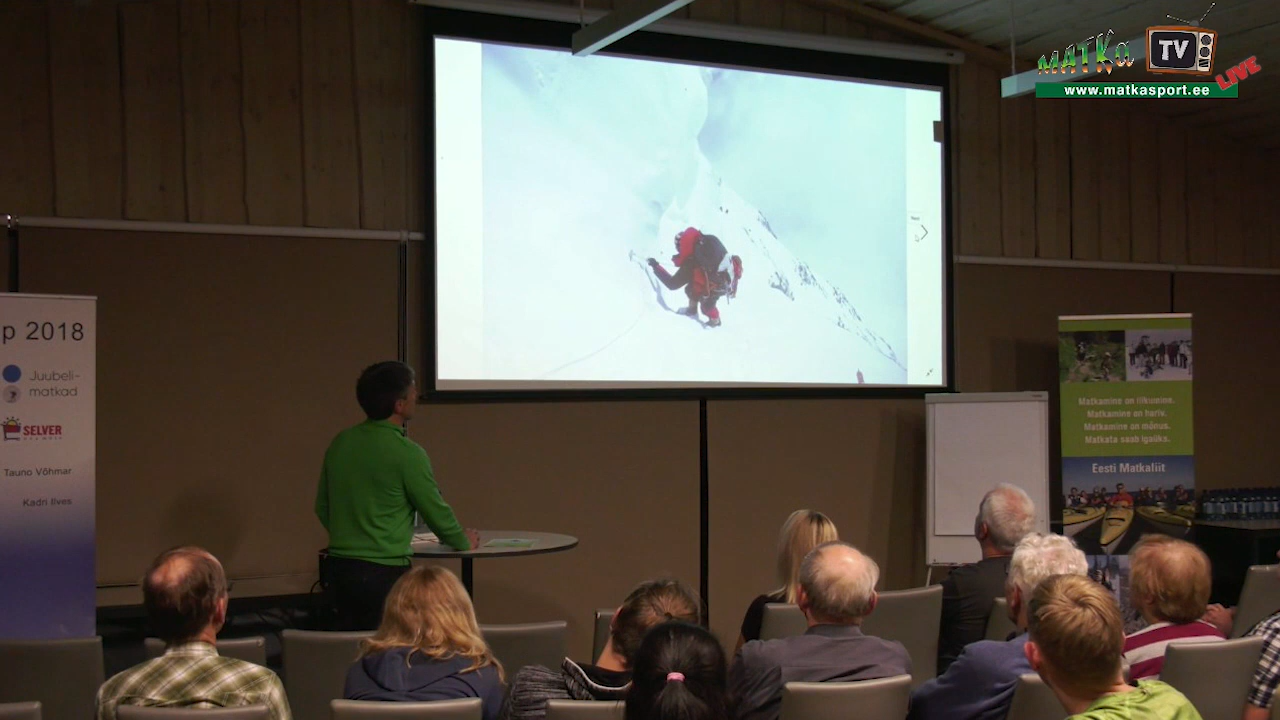 MATKa TV
LIVE
www.matkasport.ee
p 2018
Juubeli-
matkad
SELVER
Tauno Võhmar
Kadri Ilves
Matkamine on liikumine.
Matkamine on hariv.
Matkamine on mõnus.
Matkata saab igaüks.
Eesti Matkaliit